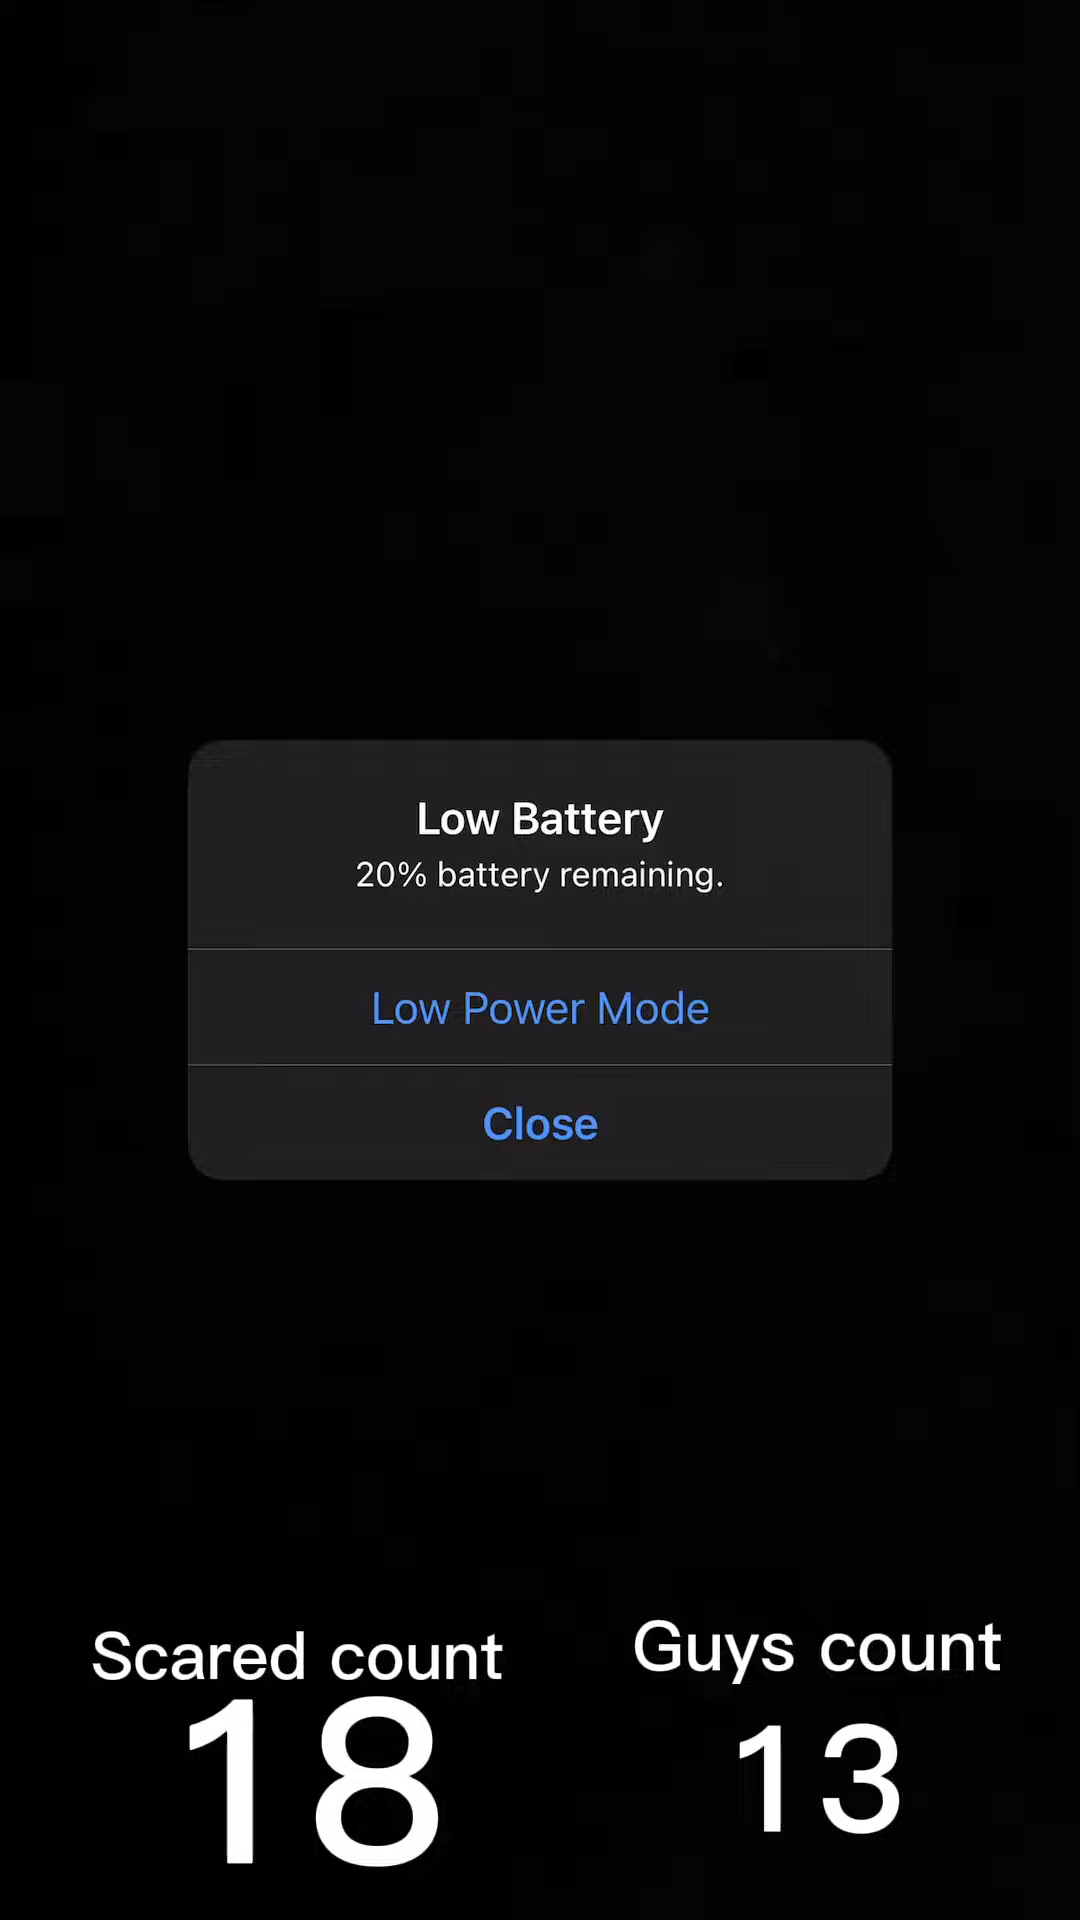 Low Battery
20% battery remaining.
Low Power Mode
Close
Scared count
18
Guys count
13